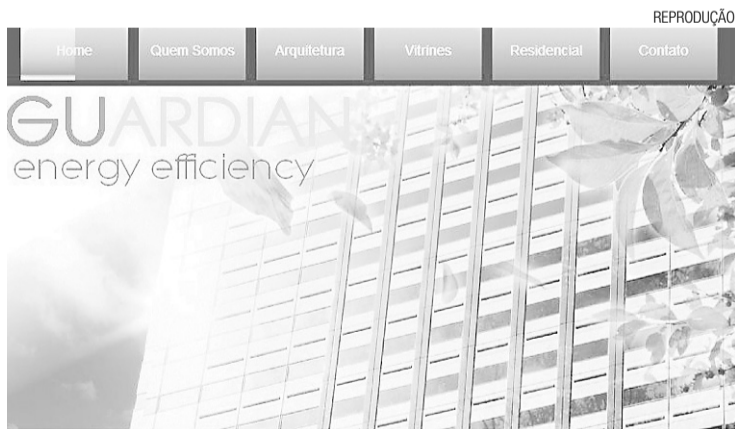 REPRODUÇÃO
Home Quem Somos Arquitetura Vitrines Residencial Contato
GUARDIAN
energy efficiency